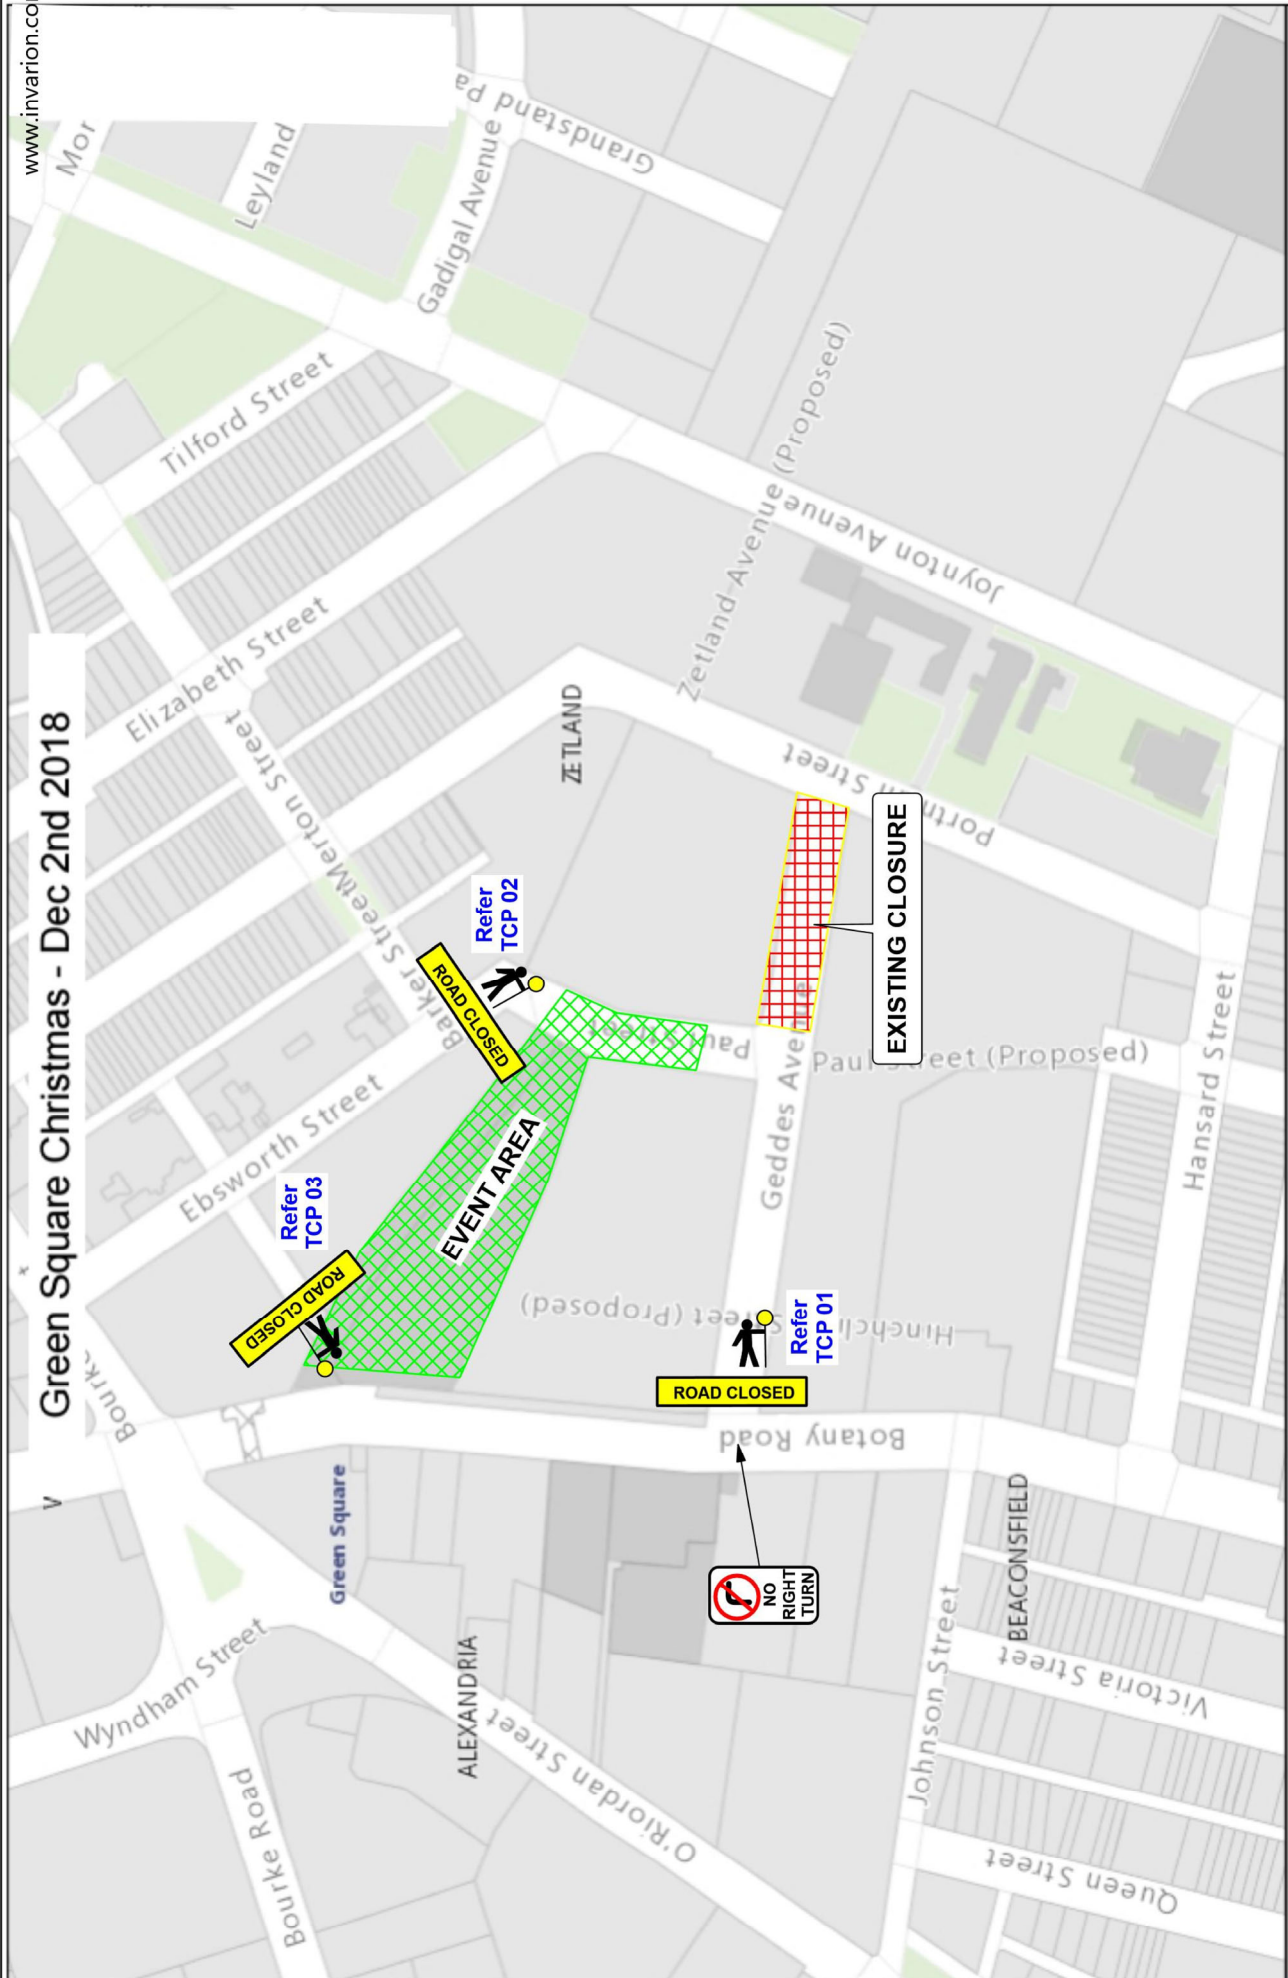 www.invarion.co
Green Square Christmas - Dec 2nd 2018
v
Mor
Leyland
Gadigal Avenue
Grandstand Pa
Tilford Street
Elizabeth Street
Merton Street
Barker Street
Ebsworth Street
Bourke
Wyndham Street
Bourke Road
O'Riordan Street
Green Square
ALEXANDRIA
ZETLAND
Zetland Avenue (Proposed)
Joynton Avenue
Street
Paul Street
Paul Street (Proposed)
Geddes Avenue
Hansard Street
Botany Road
Johnson Street
BEACONSFIELD
Victoria Street
Queen Street
Refer
TCP 03
ROAD CLOSED
EVENT AREA
Refer
TCP 02
ROAD CLOSED
EXISTING CLOSURE
Refer
TCP 01
ROAD CLOSED
(Proposed)
NO
RIGHT
TURN